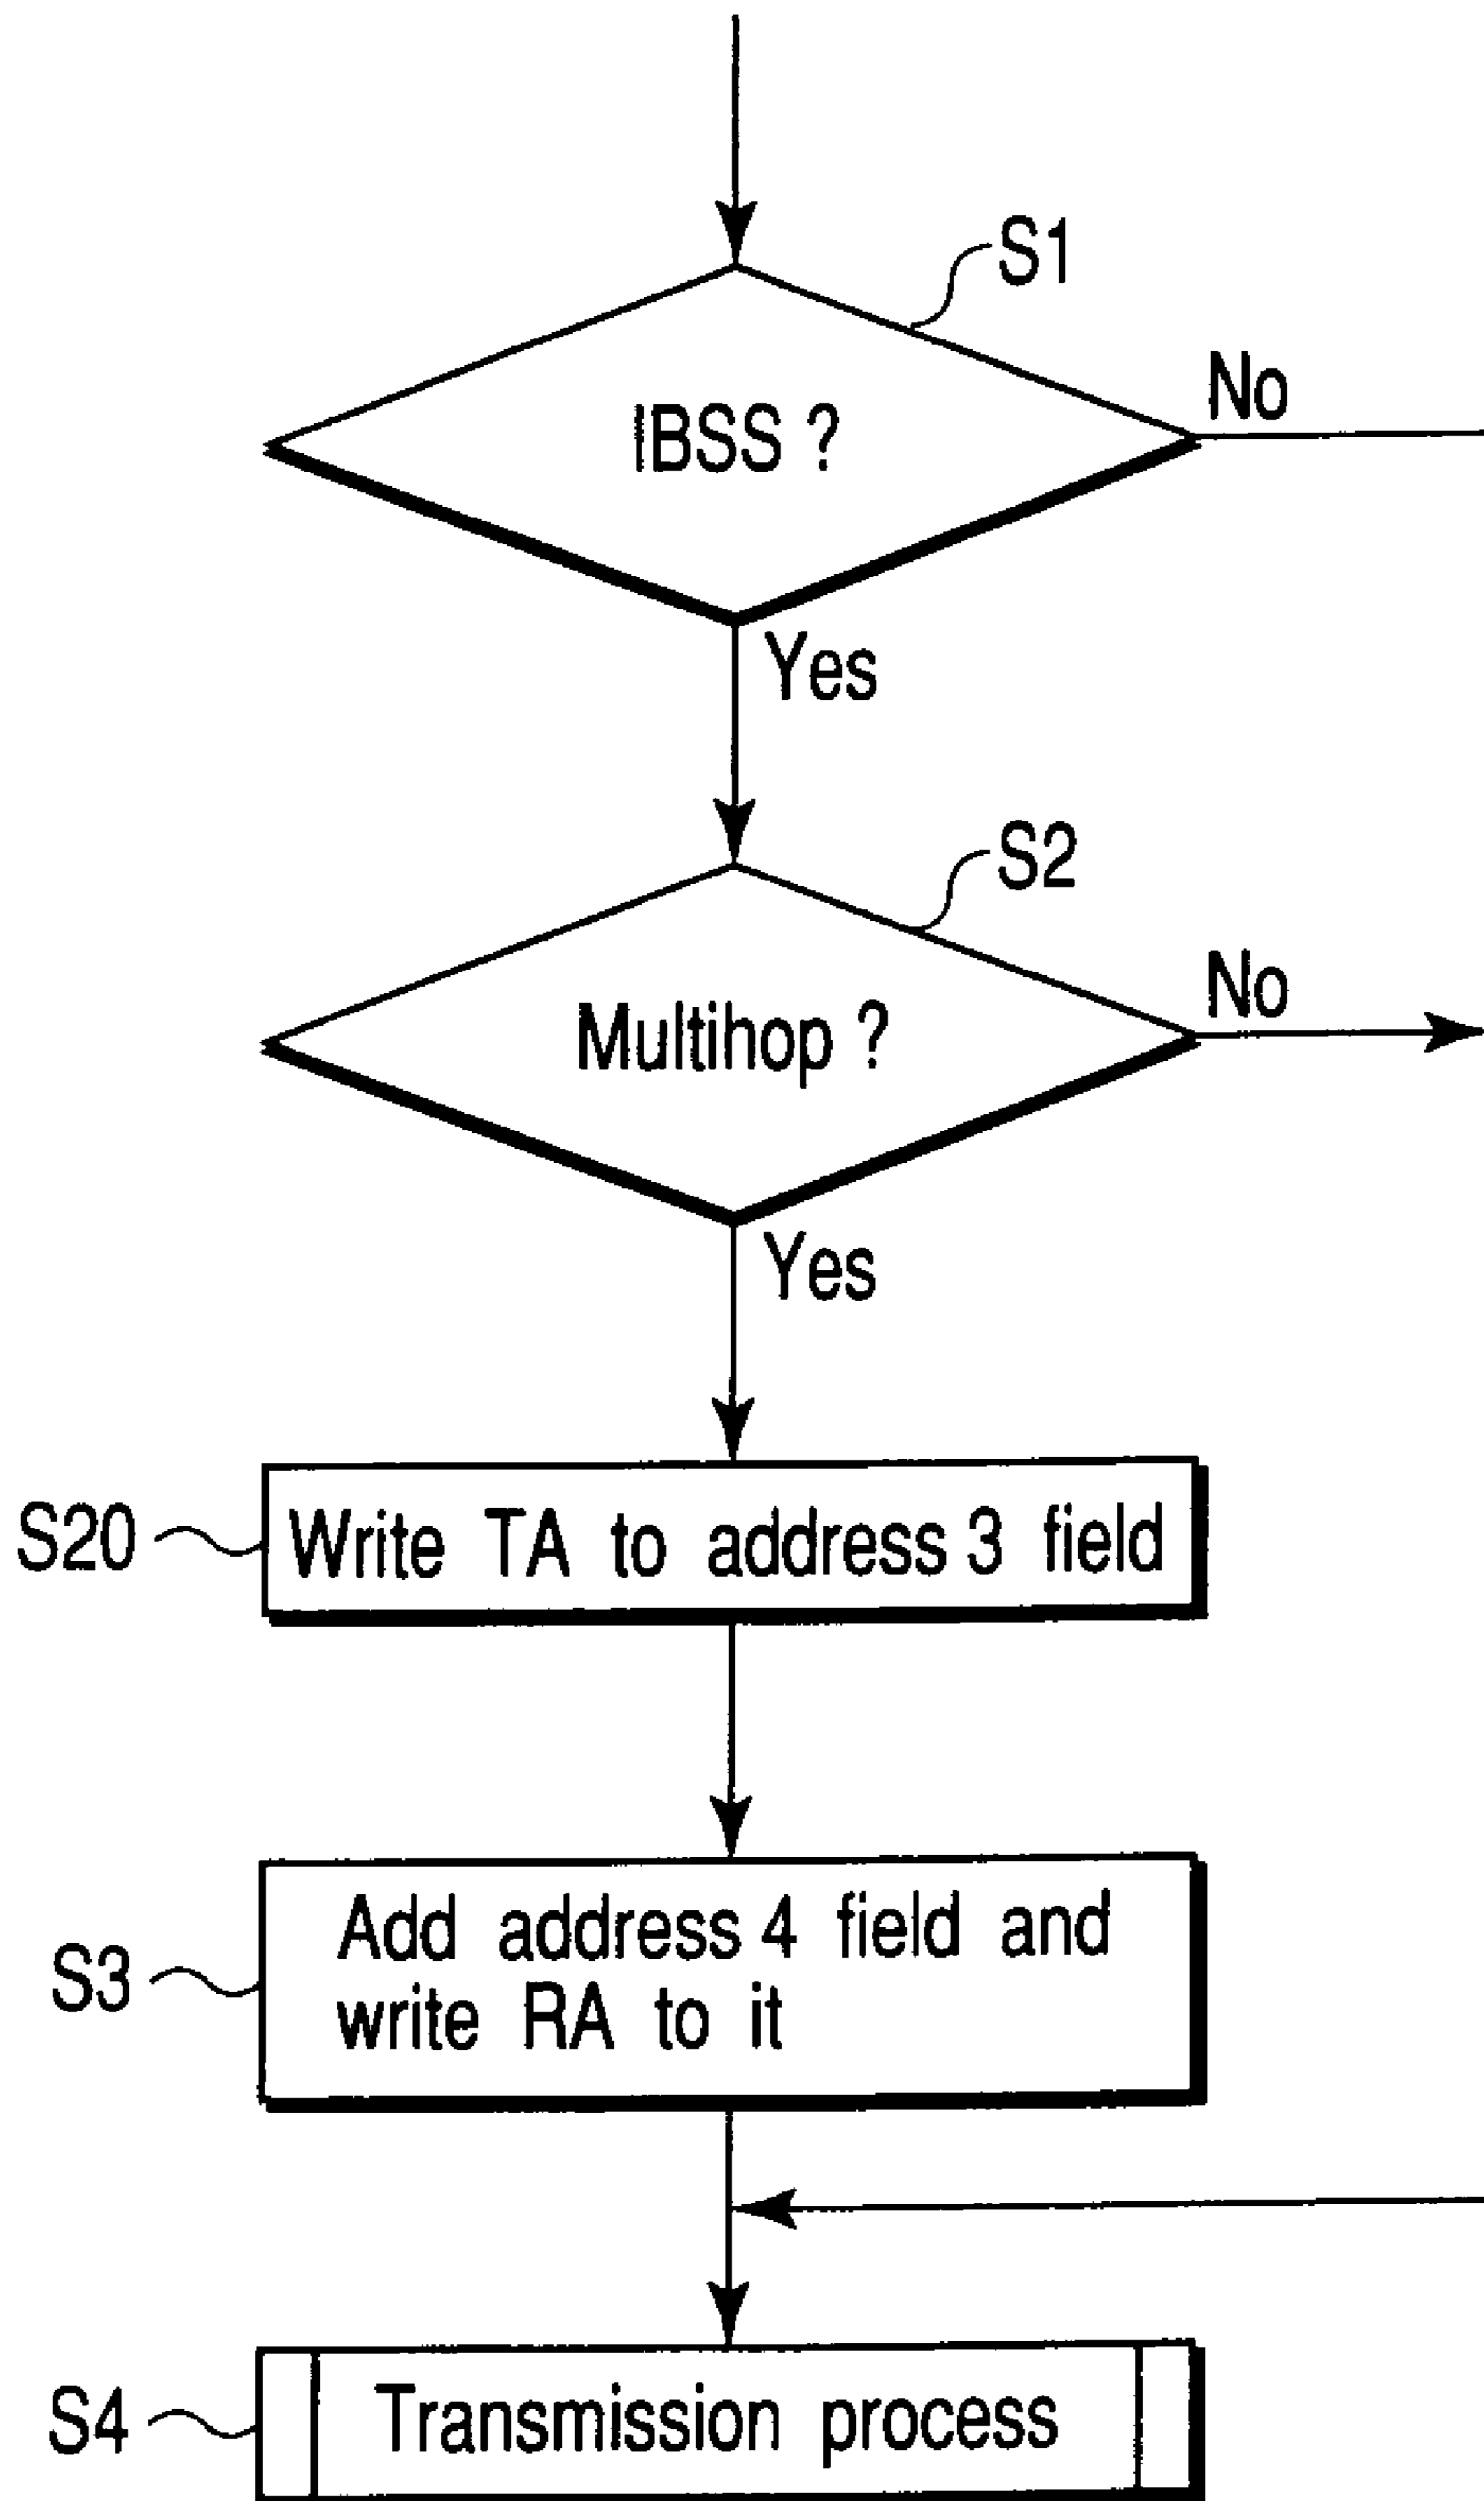 S1
IBSS ?
No
Yes
S2
Multihop ?
No
Yes
S20
Write TA to address 3 field
S3
Add address 4 field and
write RA to it
S4
Transmission process